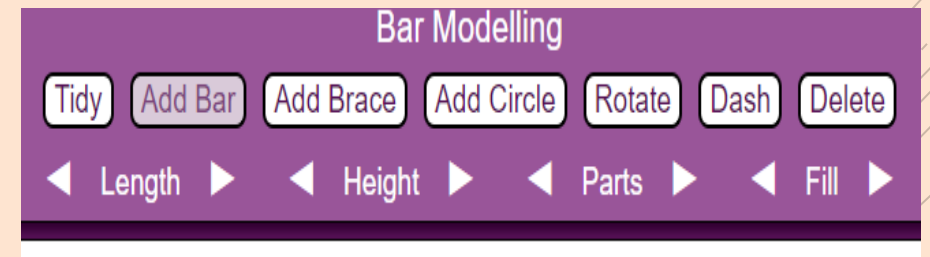 Bar Modelling
Tidy Add Bar Add Brace Add Circle Rotate Dash Delete
Length Height Parts Fill